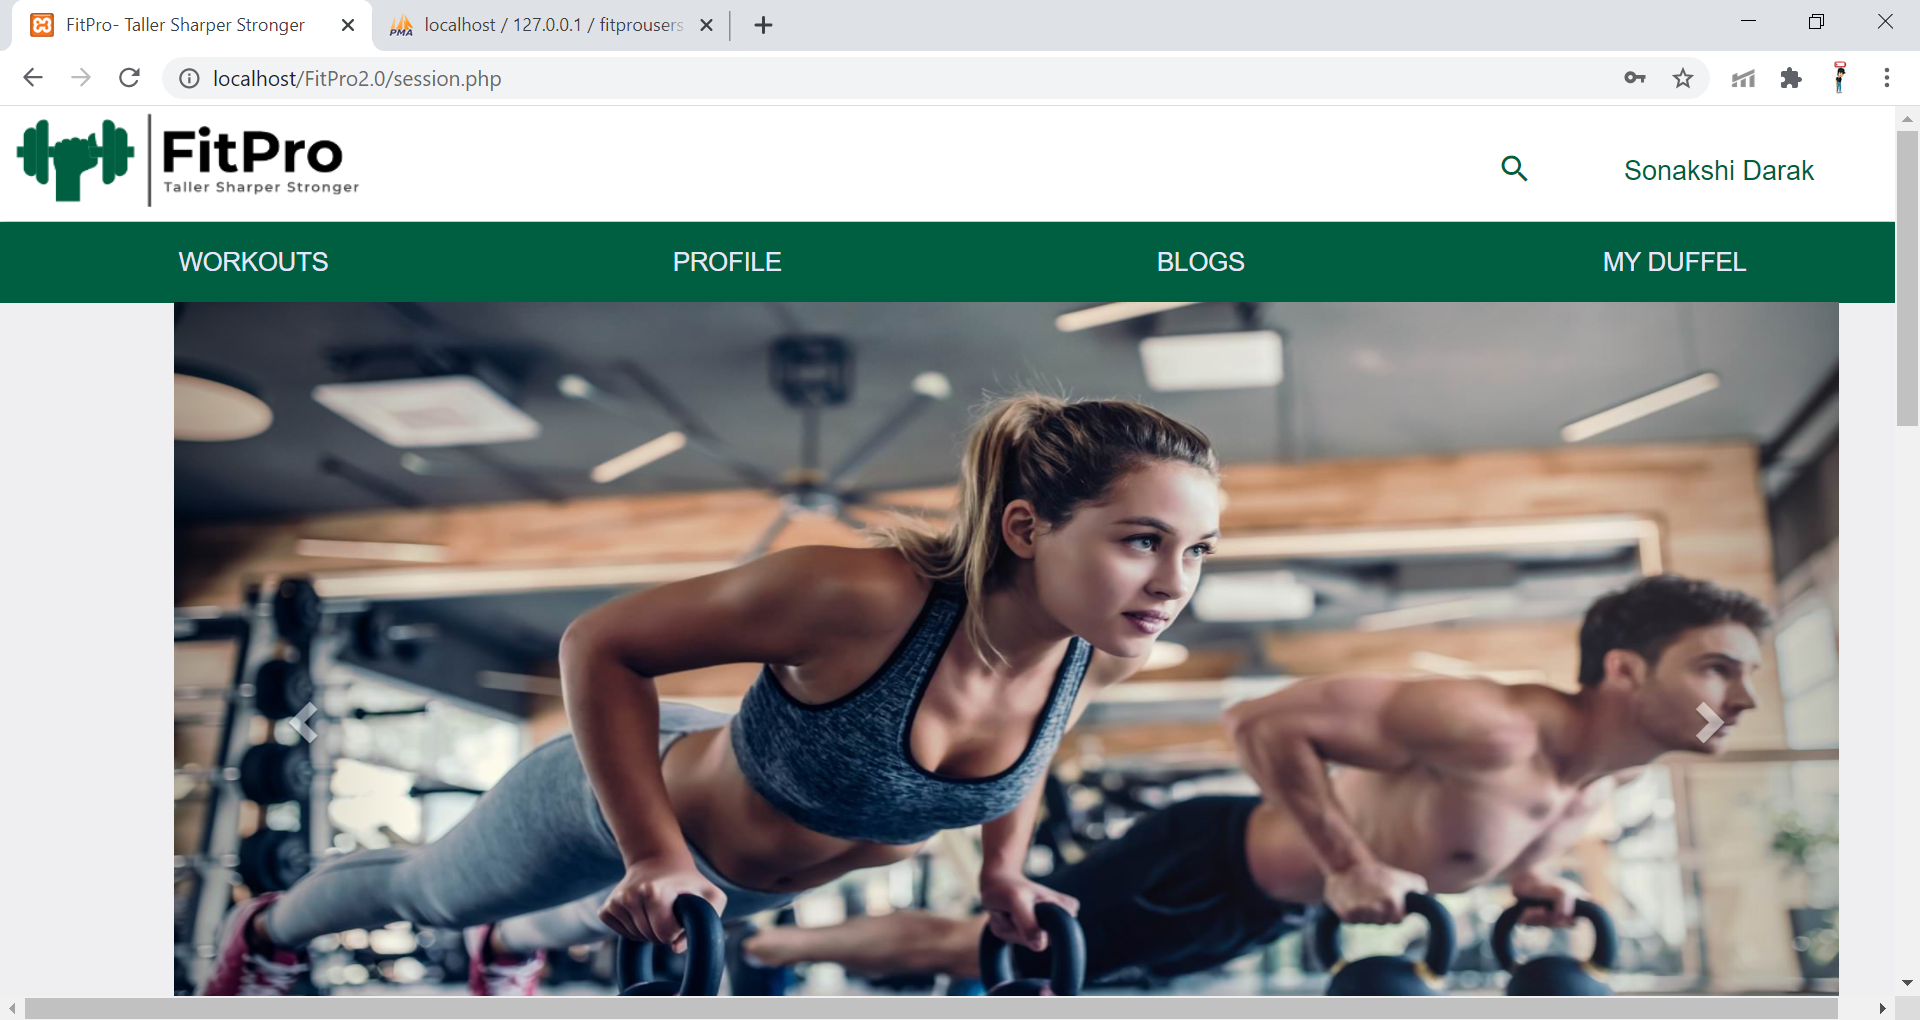 FitPro- Taller Sharper Stronger
localhost / 127.0.0.1 / fitprousers
PMA
localhost/FitPro2.0/session.php
FitPro
Taller Sharper Stronger
Sonakshi Darak
WORKOUTS
PROFILE
BLOGS
MY DUFFEL